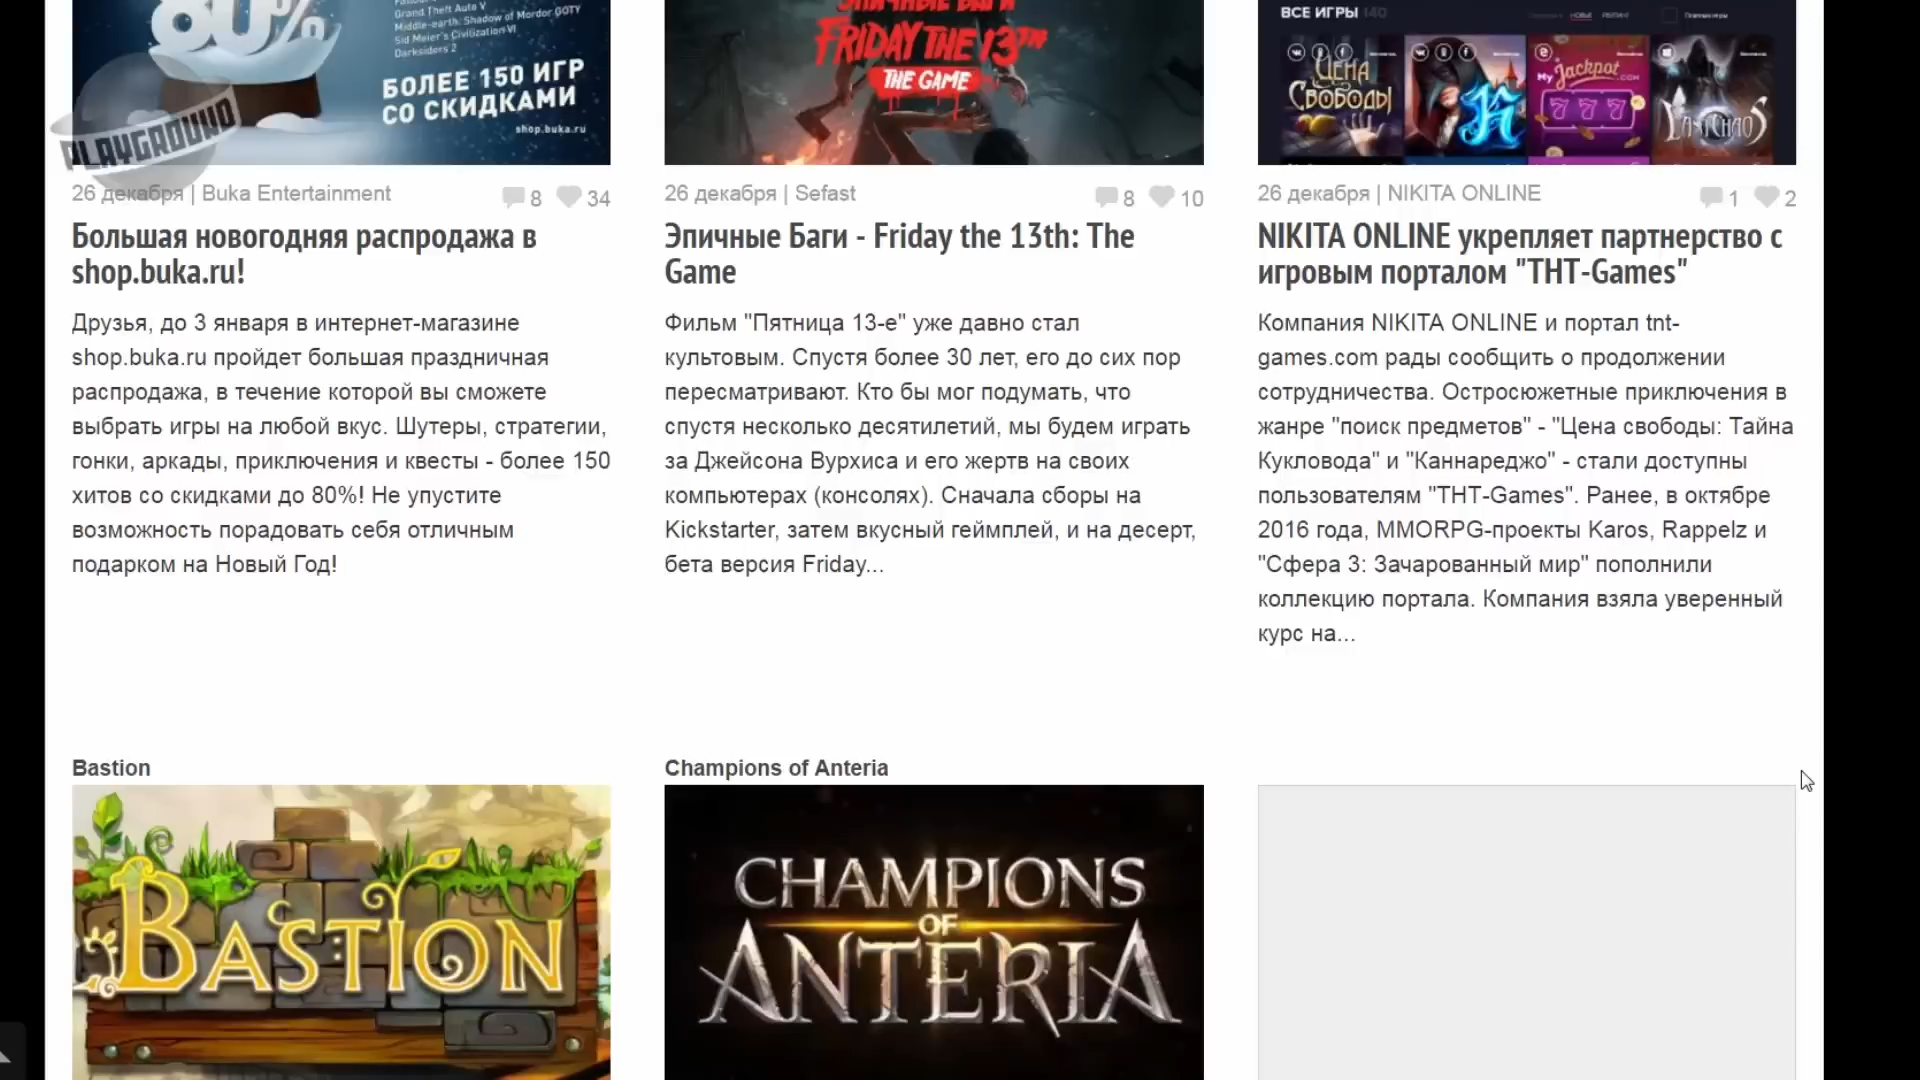 80%
Grand Theft Auto V
Middle-earth: Shadow of Mordor GOTY
Sid Meier's Civilization VI
Darksiders 2
БОЛЕЕ 150 ИГР
СО СКИДКАМИ
shop.buka.ru
PLAYGROUND
26 декабря | Buka Entertainment
8 34
Большая новогодняя распродажа в
shop.buka.ru!
Друзья, до 3 января в интернет-магазине
shop.buka.ru пройдет большая праздничная
распродажа, в течение которой вы сможете
выбрать игры на любой вкус. Шутеры, стратегии,
гонки, аркады, приключения и квесты - более 150
хитов со скидками до 80%! Не упустите
возможность порадовать себя отличным
подарком на Новый Год!
ЭПИЧНЫЕ БАГИ
FRIDAY THE 13TH
THE GAME
26 декабря | Sefast
8 10
Эпичные Баги - Friday the 13th: The
Game
Фильм "Пятница 13-е" уже давно стал
культовым. Спустя более 30 лет, его до сих пор
пересматривают. Кто бы мог подумать, что
спустя несколько десятилетий, мы будем играть
за Джейсона Вурхиса и его жертв на своих
компьютерах (консолях). Сначала сборы на
Kickstarter, затем вкусный геймплей, и на десерт,
бета версия Friday...
ВСЕ ИГРЫ 140
ЦЕНА
СВОБОДЫ
My Jackpot.com
777
LASTCHAOS
26 декабря | NIKITA ONLINE
1 2
NIKITA ONLINE укрепляет партнерство с
игровым порталом "ТНТ-Games"
Компания NIKITA ONLINE и портал tnt-
games.com рады сообщить о продолжении
сотрудничества. Остросюжетные приключения в
жанре "поиск предметов" - "Цена свободы: Тайна
Кукловода" и "Каннареджо" - стали доступны
пользователям "ТНТ-Games". Ранее, в октябре
2016 года, MMORPG-проекты Karos, Rappelz и
"Сфера 3: Зачарованный мир" пополнили
коллекцию портала. Компания взяла уверенный
курс на...
Bastion
BASTION
Champions of Anteria
CHAMPIONS
OF
ANTERIA